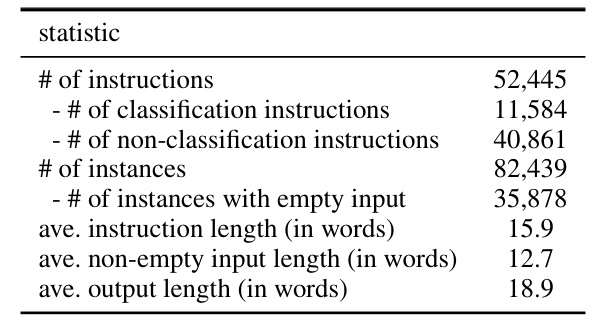 statistic
# of instructions 52,445
- # of classification instructions 11,584
- # of non-classification instructions 40,861
# of instances 82,439
- # of instances with empty input 35,878
ave. instruction length (in words) 15.9
ave. non-empty input length (in words) 12.7
ave. output length (in words) 18.9